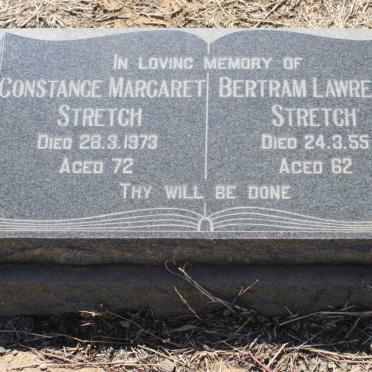 IN LOVING MEMORY OF
CONSTANCE MARGARET
STRETCH
DIED 28.3.1973
AGED 72
BERTRAM
STRETCH
DIED 24.3.55
AGED 62
THY WILL BE DONE